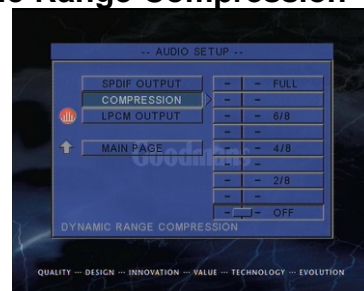 ic Range Compression
-- AUDIO SETUP --
SPDIF OUTPUT
COMPRESSION
LPCM OUTPUT
MAIN PAGE
- - FULL
- -
- - 6/8
- -
- - 4/8
- -
- - 2/8
- -
- - OFF
Goodmans
DYNAMIC RANGE COMPRESSION
QUALITY --- DESIGN --- INNOVATION --- VALUE --- TECHNOLOGY --- EVOLUTION